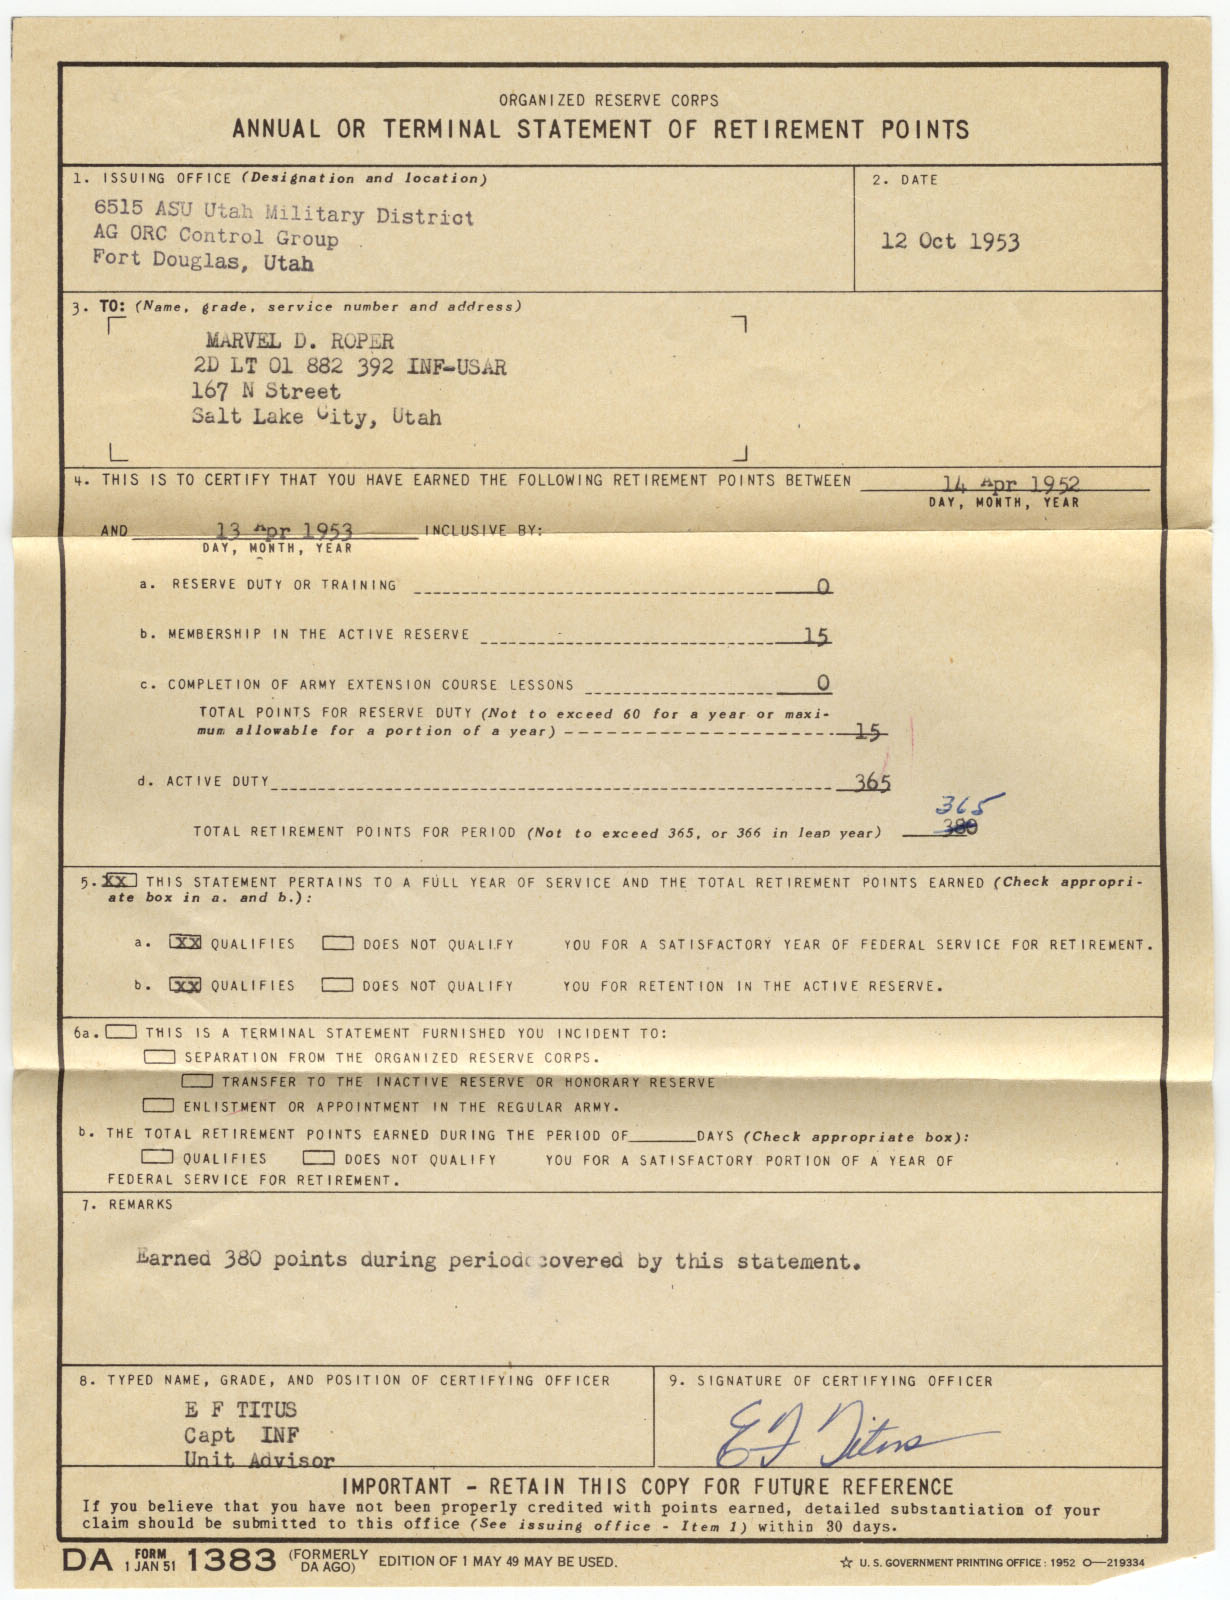 ORGANIZED RESERVE CORPS
ANNUAL OR TERMINAL STATEMENT OF RETIREMENT POINTS
1. ISSUING OFFICE (Designation and location)
6515 ASU Utah Military District
AG ORC Control Group
Fort Douglas, Utah
2. DATE
12 Oct 1953
3. TO: (Name, grade, service number and address)
MARVEL D. ROPER
2D LT 01 882 392 INF-USAR
167 N Street
Salt Lake City, Utah
4. THIS IS TO CERTIFY THAT YOU HAVE EARNED THE FOLLOWING RETIREMENT POINTS BETWEEN 14 Apr 1952
DAY, MONTH, YEAR
AND 13 Apr 1953 INCLUSIVE BY:
DAY, MONTH, YEAR
a. RESERVE DUTY OR TRAINING 0
b. MEMBERSHIP IN THE ACTIVE RESERVE 15
c. COMPLETION OF ARMY EXTENSION COURSE LESSONS 0
TOTAL POINTS FOR RESERVE DUTY (Not to exceed 60 for a year or maxi-
mum allowable for a portion of a year) 15
d. ACTIVE DUTY 365
365
TOTAL RETIREMENT POINTS FOR PERIOD (Not to exceed 365, or 366 in leap year) 380
5. XX THIS STATEMENT PERTAINS TO A FULL YEAR OF SERVICE AND THE TOTAL RETIREMENT POINTS EARNED (Check appropri-
ate box in a. and b.):
a. XX QUALIFIES DOES NOT QUALIFY YOU FOR A SATISFACTORY YEAR OF FEDERAL SERVICE FOR RETIREMENT.
b. XX QUALIFIES DOES NOT QUALIFY YOU FOR RETENTION IN THE ACTIVE RESERVE.
6a. THIS IS A TERMINAL STATEMENT FURNISHED YOU INCIDENT TO:
SEPARATION FROM THE ORGANIZED RESERVE CORPS.
TRANSFER TO THE INACTIVE RESERVE OR HONORARY RESERVE
ENLISTMENT OR APPOINTMENT IN THE REGULAR ARMY.
b. THE TOTAL RETIREMENT POINTS EARNED DURING THE PERIOD OF DAYS (Check appropriate box):
QUALIFIES DOES NOT QUALIFY YOU FOR A SATISFACTORY PORTION OF A YEAR OF
FEDERAL SERVICE FOR RETIREMENT.
7. REMARKS
Earned 380 points during period covered by this statement.
8. TYPED NAME, GRADE, AND POSITION OF CERTIFYING OFFICER
E F TITUS
Capt INF
Unit Advisor
9. SIGNATURE OF CERTIFYING OFFICER
E F Titus
IMPORTANT - RETAIN THIS COPY FOR FUTURE REFERENCE
If you believe that you have not been properly credited with points earned, detailed substantiation of your
claim should be submitted to this office (See issuing office - Item 1) within 30 days.
DA FORM 1 JAN 51 1383 (FORMERLY DA AGO) EDITION OF 1 MAY 49 MAY BE USED.
☆ U. S. GOVERNMENT PRINTING OFFICE: 1952 O—219334